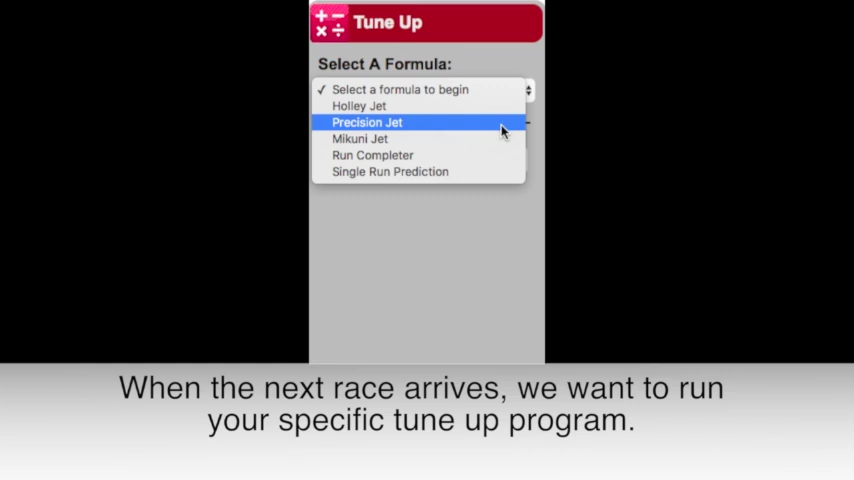 Tune Up
Select A Formula:
✓ Select a formula to begin
Holley Jet
Precision Jet
Mikuni Jet
Run Completer
Single Run Prediction
When the next race arrives, we want to run
your specific tune up program.